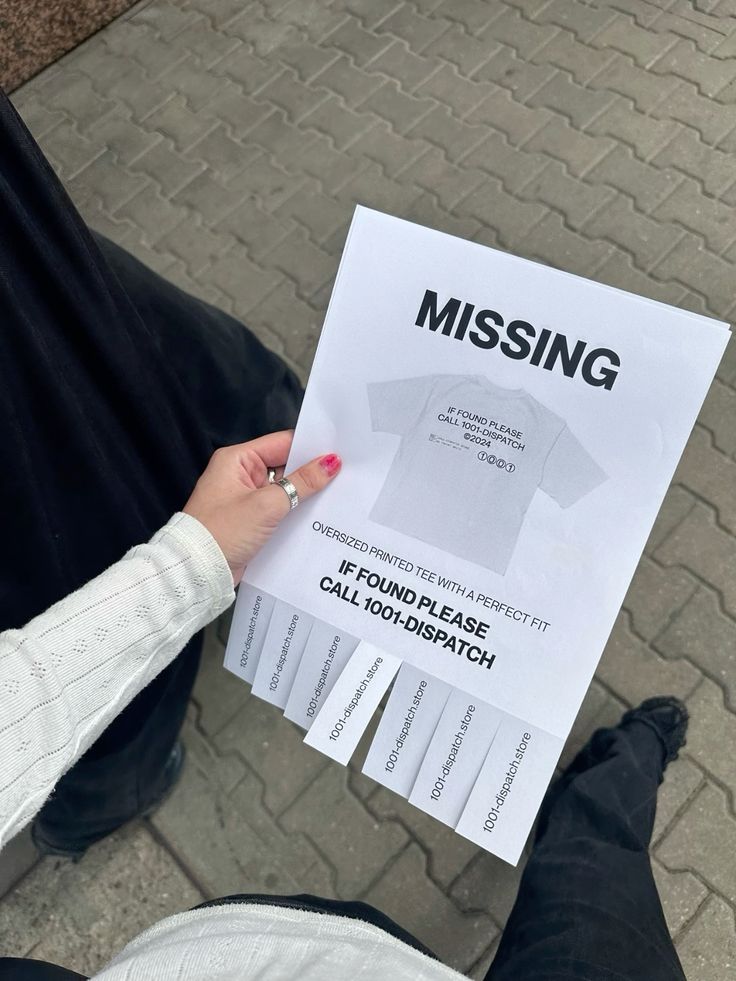 MISSING
IF FOUND PLEASE
CALL 1001-DISPATCH
©2024
1001
OVERSIZED PRINTED TEE WITH A PERFECT FIT
IF FOUND PLEASE
CALL 1001-DISPATCH
1001-dispatch.store
1001-dispatch.store
1001-dispatch.store
1001-dispatch.store
1001-dispatch.store
1001-dispatch.store
1001-dispatch.store